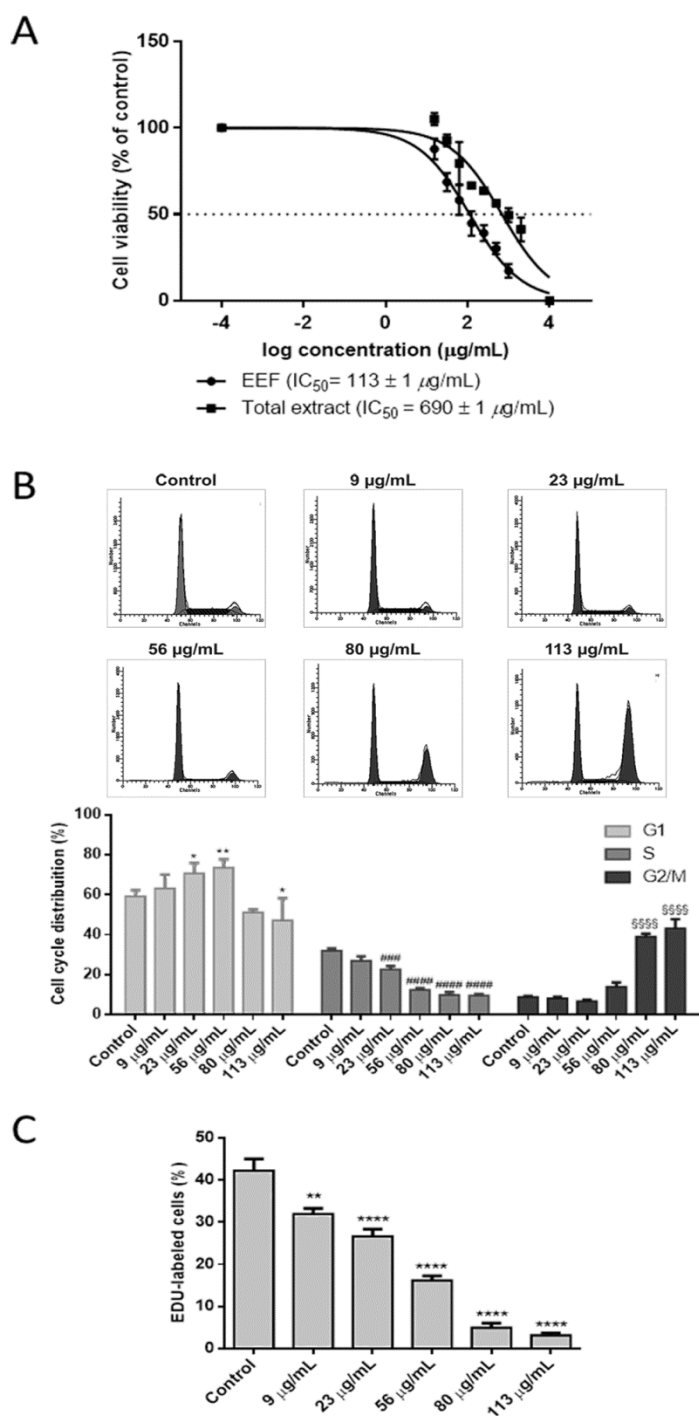 A
Cell viability (% of control)
150
100
50
0
-4
-2
0
2
4
log concentration (µg/mL)
EEF (IC50= 113 ± 1 µg/mL)
Total extract (IC50 = 690 ± 1 µg/mL)
B
Control
9 µg/mL
23 µg/mL
Number
Channels
56 µg/mL
80 µg/mL
113 µg/mL
Number
Channels
Cell cycle distribuition (%)
100
80
60
40
20
0
G1
S
G2/M
*
**
*
###
####
####
####
§§§§
§§§§
Control
9 µg/mL
23 µg/mL
56 µg/mL
80 µg/mL
113 µg/mL
Control
9 µg/mL
23 µg/mL
56 µg/mL
80 µg/mL
113 µg/mL
Control
9 µg/mL
23 µg/mL
56 µg/mL
80 µg/mL
113 µg/mL
C
EDU-labeled cells (%)
50
40
30
20
10
0
**
****
****
****
****
Control
9 µg/mL
23 µg/mL
56 µg/mL
80 µg/mL
113 µg/mL